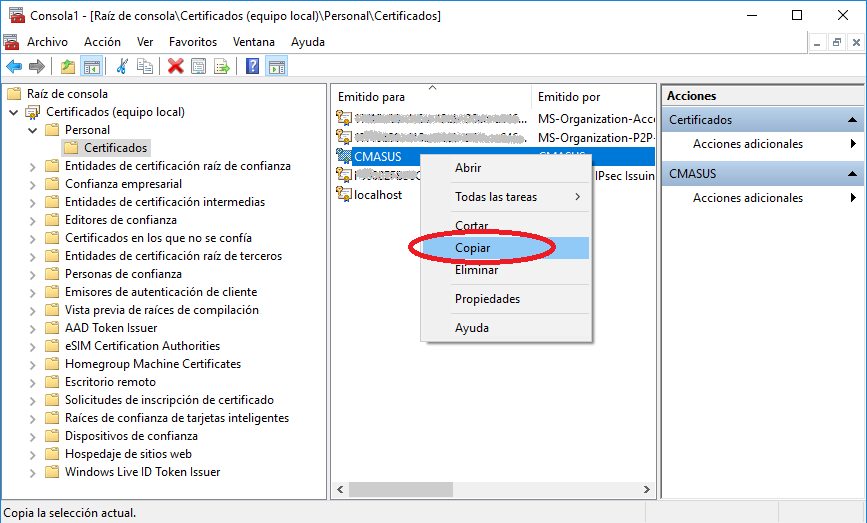 Console1 - [Raíz de consola\Certificados (equipo local)\Personal\Certificados]
Archivo Acción Ver Favoritos Ventana Ayuda
Raíz de consola
Certificados (equipo local)
Personal
Certificados
Entidades de certificación raíz de confianza
Confianza empresarial
Entidades de certificación intermedias
Editores de confianza
Certificados en los que no se confía
Entidades de certificación raíz de terceros
Personas de confianza
Emisores de autenticación de cliente
Vista previa de raíces de compilación
AAD Token Issuer
eSIM Certification Authorities
Homegroup Machine Certificates
Escritorio remoto
Solicitudes de inscripción de certificado
Raíces de confianza de tarjetas inteligentes
Dispositivos de confianza
Hospedaje de sitios web
Windows Live ID Token Issuer
Emitido para Emitido por
MS-Organization-Acce
MS-Organization-P2P-
CMASUS
IPsec Issuin
localhost
Abrir
Todas las tareas
Cortar
Copiar
Eliminar
Propiedades
Ayuda
Acciones
Certificados
Acciones adicionales
CMASUS
Acciones adicionales
Copia la selección actual.